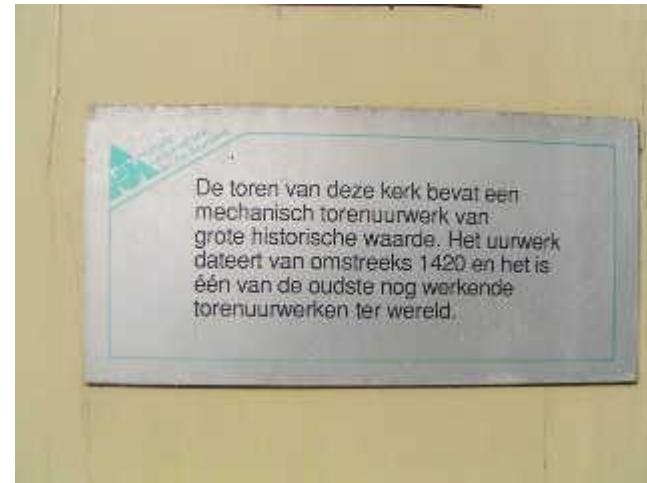 De toren van deze kerk bevat een
mechanisch torenuurwerk van
grote historische waarde. Het uurwerk
dateert van omstreeks 1420 en het is
één van de oudste nog werkende
torenuurwerken ter wereld.